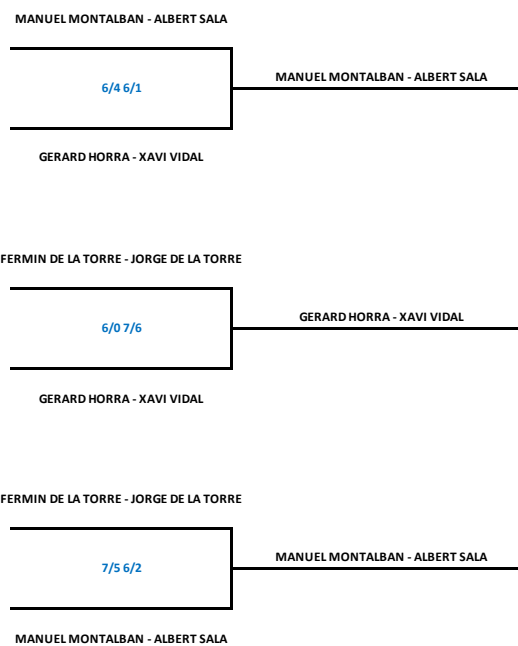 MANUEL MONTALBAN - ALBERT SALA
6/4 6/1
MANUEL MONTALBAN - ALBERT SALA
GERARD HORRA - XAVI VIDAL
FERMIN DE LA TORRE - JORGE DE LA TORRE
6/0 7/6
GERARD HORRA - XAVI VIDAL
GERARD HORRA - XAVI VIDAL
FERMIN DE LA TORRE - JORGE DE LA TORRE
7/5 6/2
MANUEL MONTALBAN - ALBERT SALA
MANUEL MONTALBAN - ALBERT SALA